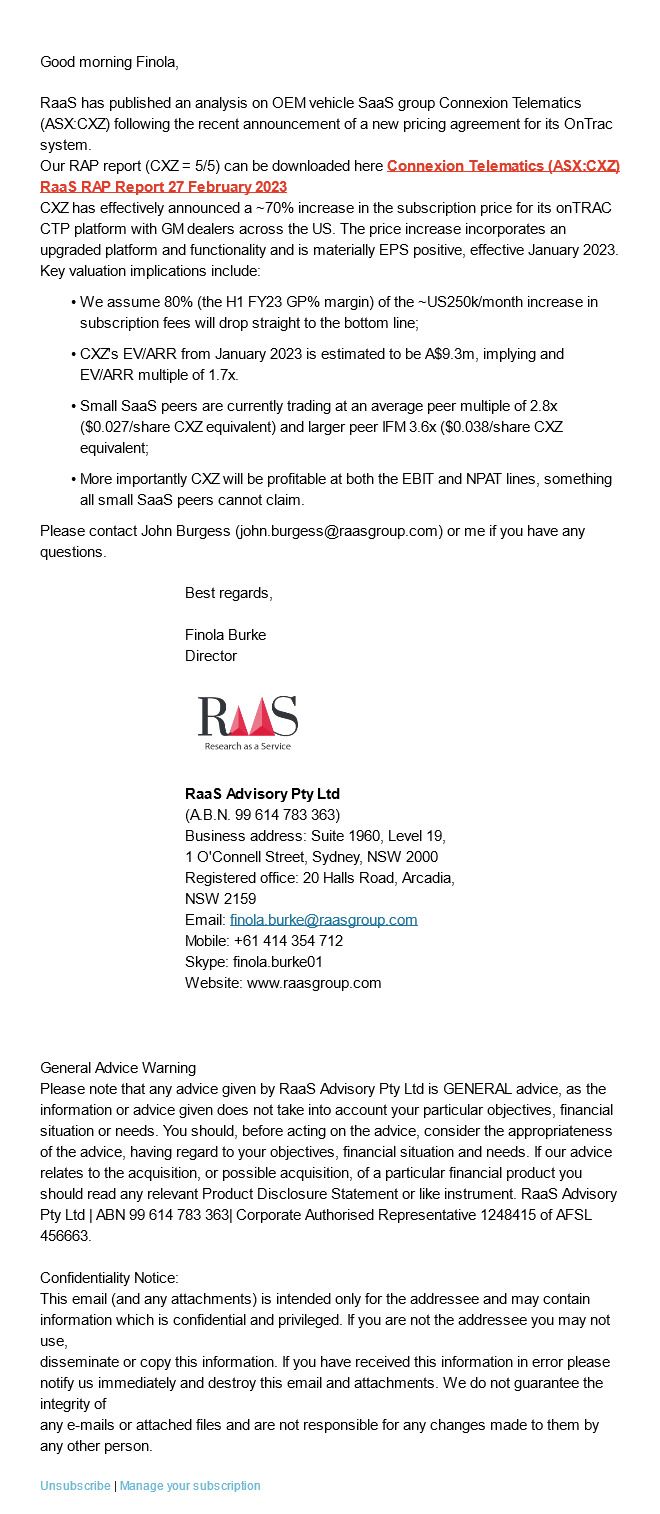 Good morning Finola,
RaaS has published an analysis on OEM vehicle SaaS group Connexion Telematics
(ASX:CXZ) following the recent announcement of a new pricing agreement for its OnTrac
system.
Our RAP report (CXZ = 5/5) can be downloaded here Connexion Telematics (ASX:CXZ)
RaaS RAP Report 27 February 2023
CXZ has effectively announced a ~70% increase in the subscription price for its onTRAC
CTP platform with GM dealers across the US. The price increase incorporates an
upgraded platform and functionality and is materially EPS positive, effective January 2023.
Key valuation implications include:
• We assume 80% (the H1 FY23 GP% margin) of the ~US250k/month increase in
subscription fees will drop straight to the bottom line;
• CXZ's EV/ARR from January 2023 is estimated to be A$9.3m, implying and
EV/ARR multiple of 1.7x.
• Small SaaS peers are currently trading at an average peer multiple of 2.8x
($0.027/share CXZ equivalent) and larger peer IFM 3.6x ($0.038/share CXZ
equivalent;
• More importantly CXZ will be profitable at both the EBIT and NPAT lines, something
all small SaaS peers cannot claim.
Please contact John Burgess (john.burgess@raasgroup.com) or me if you have any
questions.
Best regards,
Finola Burke
Director
RAAS
Research as a Service
RaaS Advisory Pty Ltd
(A.B.N. 99 614 783 363)
Business address: Suite 1960, Level 19,
1 O'Connell Street, Sydney, NSW 2000
Registered office: 20 Halls Road, Arcadia,
NSW 2159
Email: finola.burke@raasgroup.com
Mobile: +61 414 354 712
Skype: finola.burke01
Website: www.raasgroup.com
General Advice Warning
Please note that any advice given by RaaS Advisory Pty Ltd is GENERAL advice, as the
information or advice given does not take into account your particular objectives, financial
situation or needs. You should, before acting on the advice, consider the appropriateness
of the advice, having regard to your objectives, financial situation and needs. If our advice
relates to the acquisition, or possible acquisition, of a particular financial product you
should read any relevant Product Disclosure Statement or like instrument. RaaS Advisory
Pty Ltd | ABN 99 614 783 363| Corporate Authorised Representative 1248415 of AFSL
456663.
Confidentiality Notice:
This email (and any attachments) is intended only for the addressee and may contain
information which is confidential and privileged. If you are not the addressee you may not
use,
disseminate or copy this information. If you have received this information in error please
notify us immediately and destroy this email and attachments. We do not guarantee the
integrity of
any e-mails or attached files and are not responsible for any changes made to them by
any other person.
Unsubscribe | Manage your subscription